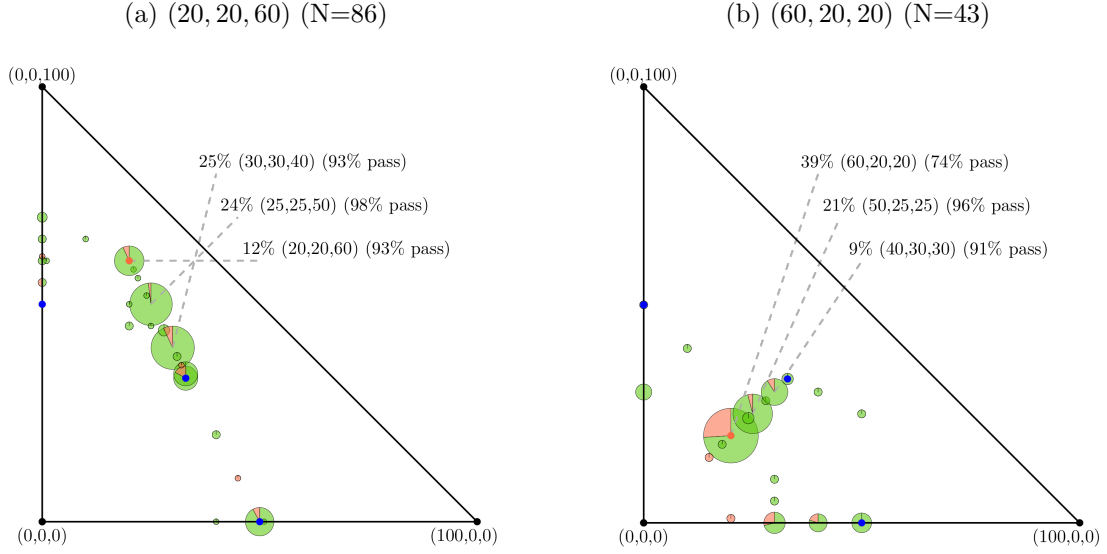 (a) (20, 20, 60) (N=86)
(0,0,100)
25% (30,30,40) (93% pass)
24% (25,25,50) (98% pass)
12% (20,20,60) (93% pass)
(0,0,0)
(100,0,0)
(b) (60, 20, 20) (N=43)
(0,0,100)
39% (60,20,20) (74% pass)
21% (50,25,25) (96% pass)
9% (40,30,30) (91% pass)
(0,0,0)
(100,0,0)